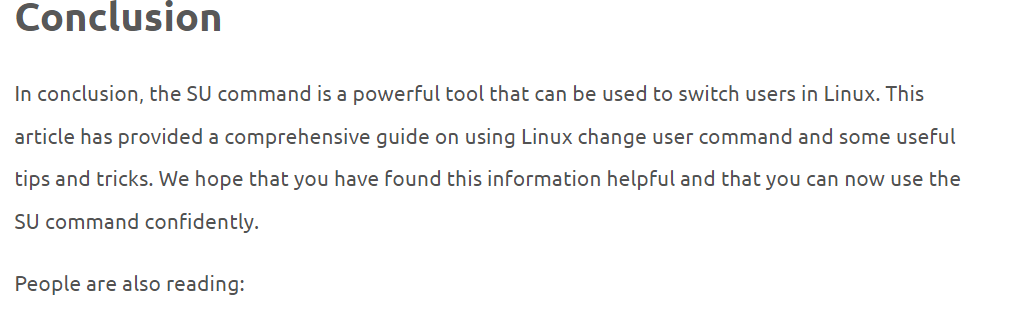 Conclusion
In conclusion, the SU command is a powerful tool that can be used to switch users in Linux. This
article has provided a comprehensive guide on using Linux change user command and some useful
tips and tricks. We hope that you have found this information helpful and that you can now use the
SU command confidently.
People are also reading: